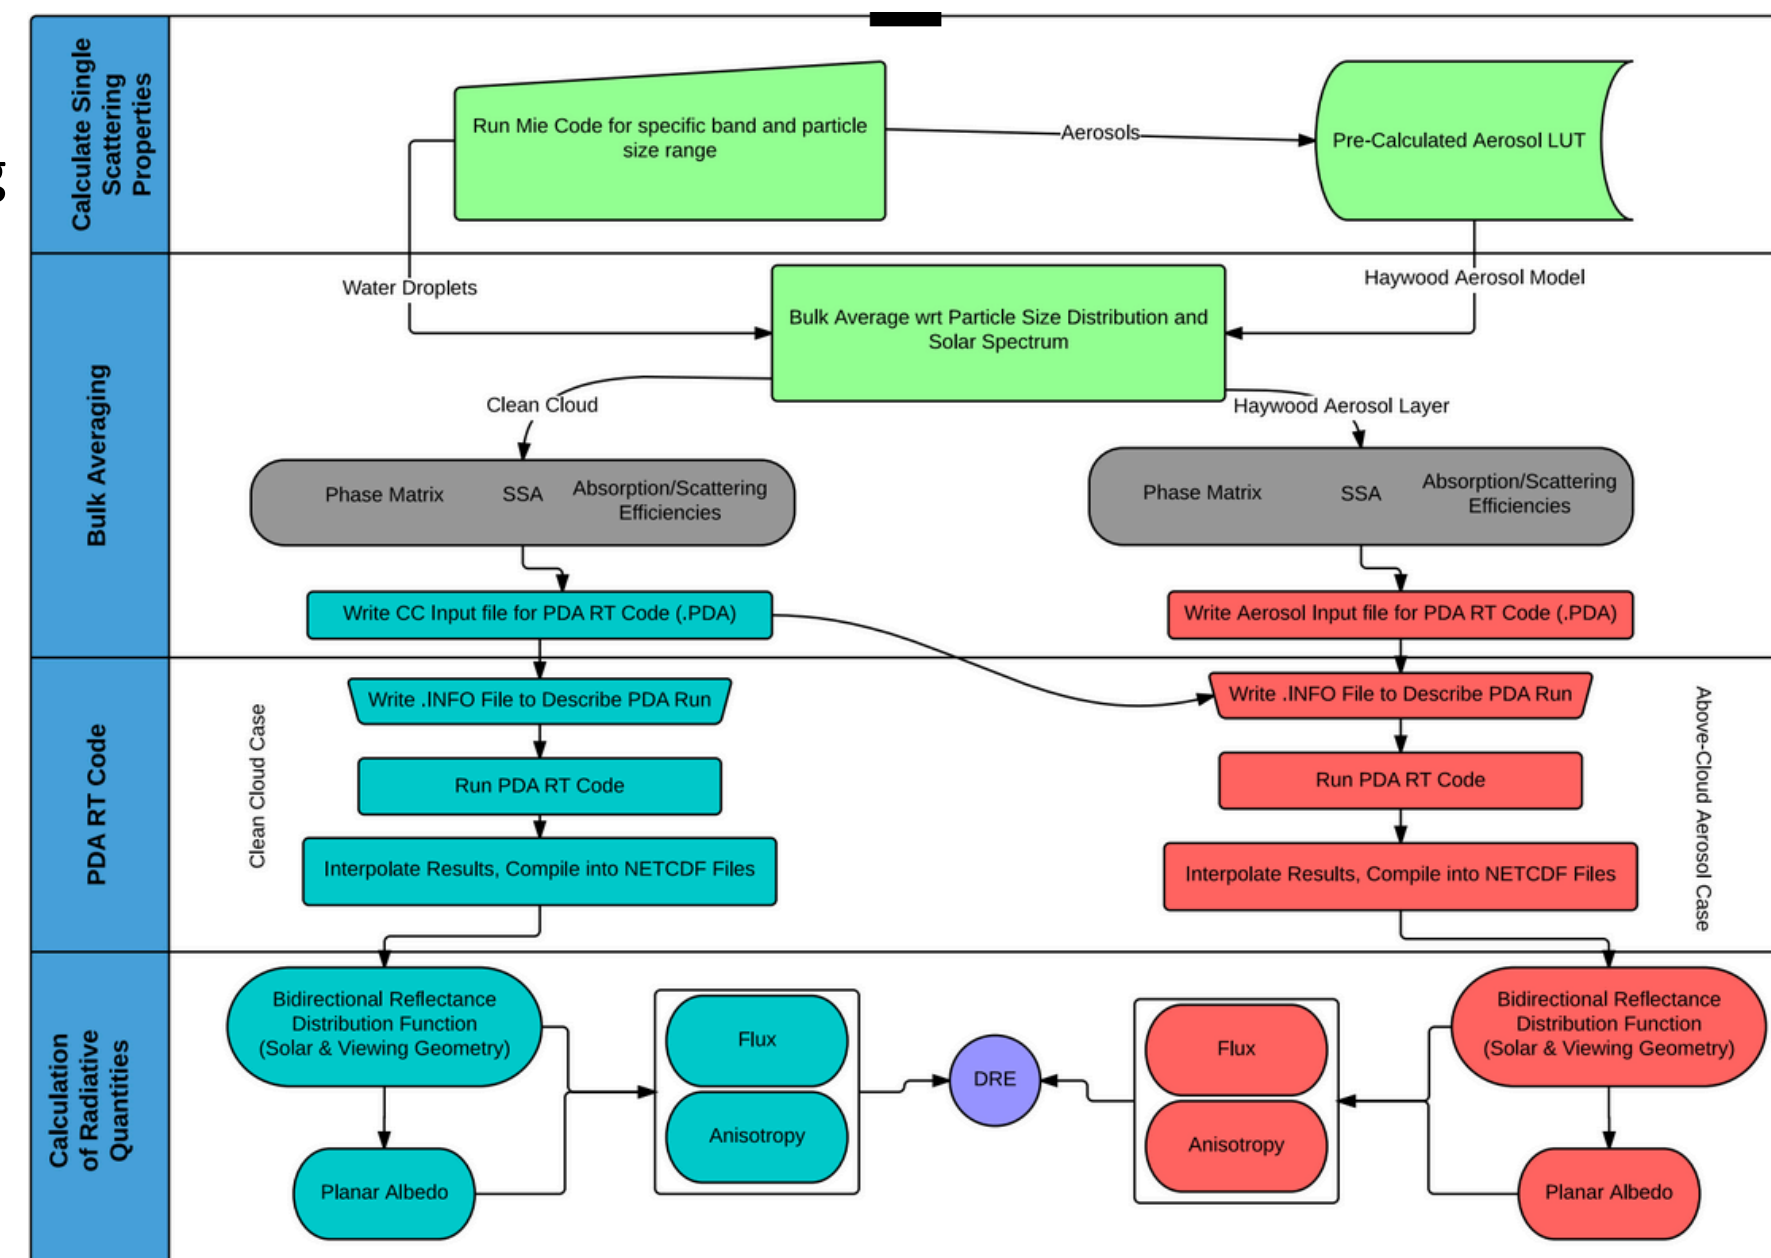 g
Calculate Single
Scattering
Properties
Run Mie Code for specific band and particle
size range
Aerosols
Pre-Calculated Aerosol LUT
Bulk Averaging
Water Droplets
Haywood Aerosol Model
Bulk Average wrt Particle Size Distribution and
Solar Spectrum
Clean Cloud
Haywood Aerosol Layer
Phase Matrix
SSA
Absorption/Scattering
Efficiencies
Phase Matrix
SSA
Absorption/Scattering
Efficiencies
Write CC Input file for PDA RT Code (.PDA)
Write Aerosol Input file for PDA RT Code (.PDA)
PDA RT Code
Clean Cloud Case
Write .INFO File to Describe PDA Run
Write .INFO File to Describe PDA Run
Run PDA RT Code
Run PDA RT Code
Interpolate Results, Compile into NETCDF Files
Interpolate Results, Compile into NETCDF Files
Above-Cloud Aerosol Case
Calculation
of Radiative
Quantities
Bidirectional Reflectance
Distribution Function
(Solar & Viewing Geometry)
Flux
Anisotropy
DRE
Flux
Anisotropy
Bidirectional Reflectance
Distribution Function
(Solar & Viewing Geometry)
Planar Albedo
Planar Albedo